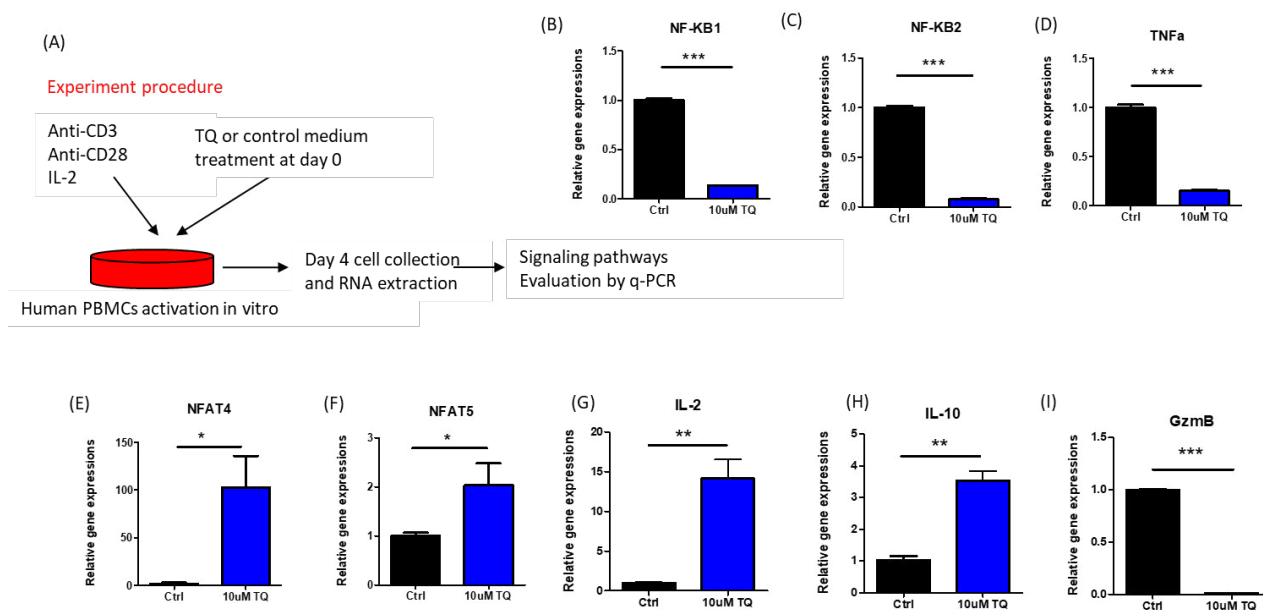 (A)
Experiment procedure
Anti-CD3
Anti-CD28
IL-2
TQ or control medium
treatment at day 0
Human PBMCs activation in vitro
Day 4 cell collection
and RNA extraction
Signaling pathways
Evaluation by q-PCR
(B)
NF-KB1
Relative gene expressions
1.5
1.0
0.5
0.0
***
Ctrl
10uM TQ
(C)
NF-KB2
Relative gene expressions
1.5
1.0
0.5
0.0
***
Ctrl
10uM TQ
(D)
TNFa
Relative gene expressions
1.5
1.0
0.5
0.0
***
Ctrl
10uM TQ
(E)
NFAT4
Relative gene expressions
150
100
50
0
*
Ctrl
10uM TQ
(F)
NFAT5
Relative gene expressions
3
2
1
0
*
Ctrl
10uM TQ
(G)
IL-2
Relative gene expressions
20
15
10
5
0
**
Ctrl
10uM TQ
(H)
IL-10
Relative gene expressions
5
4
3
2
1
0
**
Ctrl
10uM TQ
(I)
GzmB
Relative gene expressions
1.5
1.0
0.5
0.0
***
Ctrl
10uM TQ